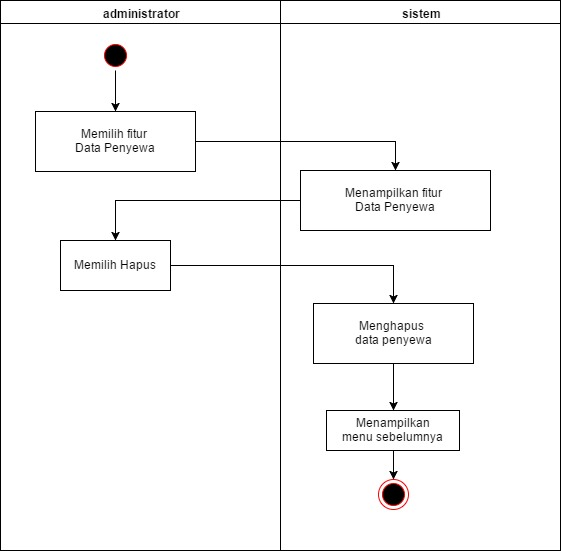 administrator
sistem
Memilih fitur
Data Penyewa
Menampilkan fitur
Data Penyewa
Memilih Hapus
Menghapus
data penyewa
Menampilkan
menu sebelumnya